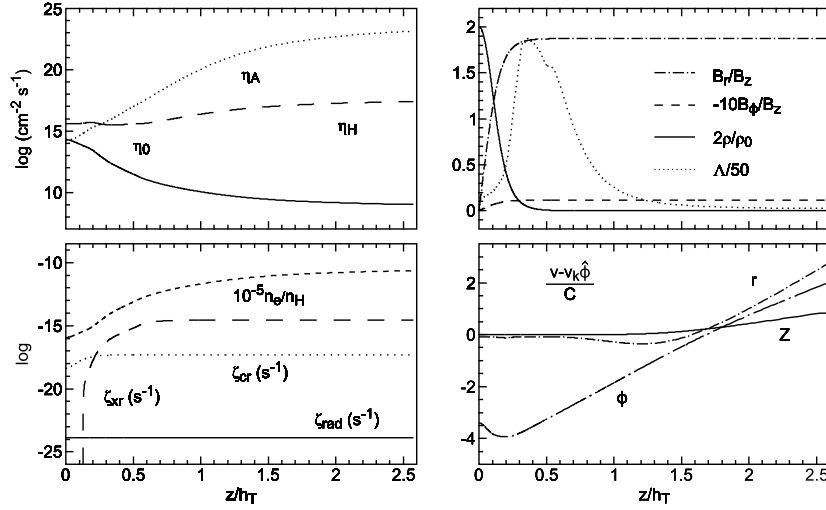 log (cm⁻² s⁻¹)
25
20
15
10
η_A
η_0
η_H
2
1.5
1
0.5
0
B_r/B_z
-10B_ϕ/B_z
2ρ/ρ_0
Λ/50
log
-10
-15
-20
-25
10⁻⁵n_e/n_H
ζ_cr (s⁻¹)
ζ_xr (s⁻¹)
ζ_rad (s⁻¹)
0 0.5 1 1.5 2 2.5
z/h_T
2
0
-2
-4
v-v_kϕ̂
C
r
Z
ϕ
0 0.5 1 1.5 2 2.5
z/h_T